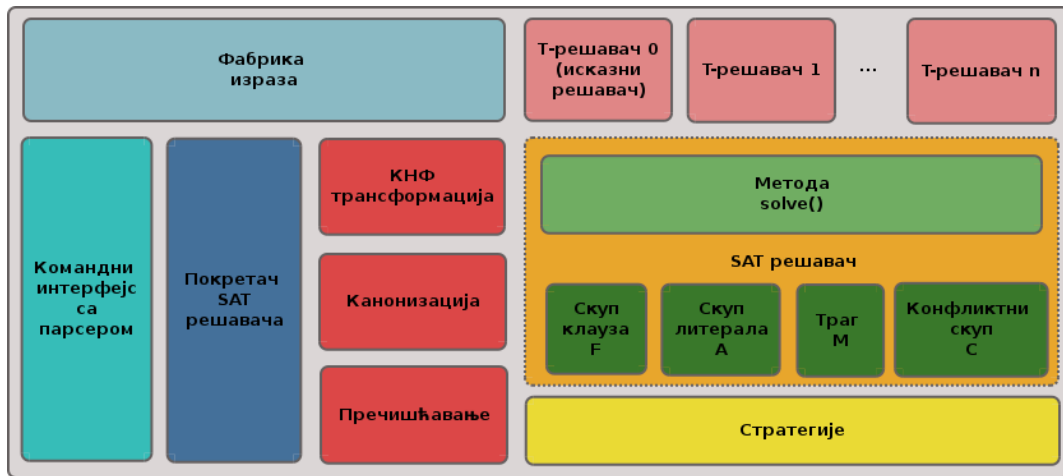 Фабрика
израза
Т-решавач 0
(исказни
решавач)
Т-решавач 1
...
Т-решавач n
Командни
интерфејс
са
парсером
Покретач
SAT
решавача
КНФ
трансформација
Канонизација
Пречишћавање
Метода
solve()
SAT решавач
Скуп
клауза
F
Скуп
литерала
A
Траг
M
Конфликтни
скуп
C
Стратегије